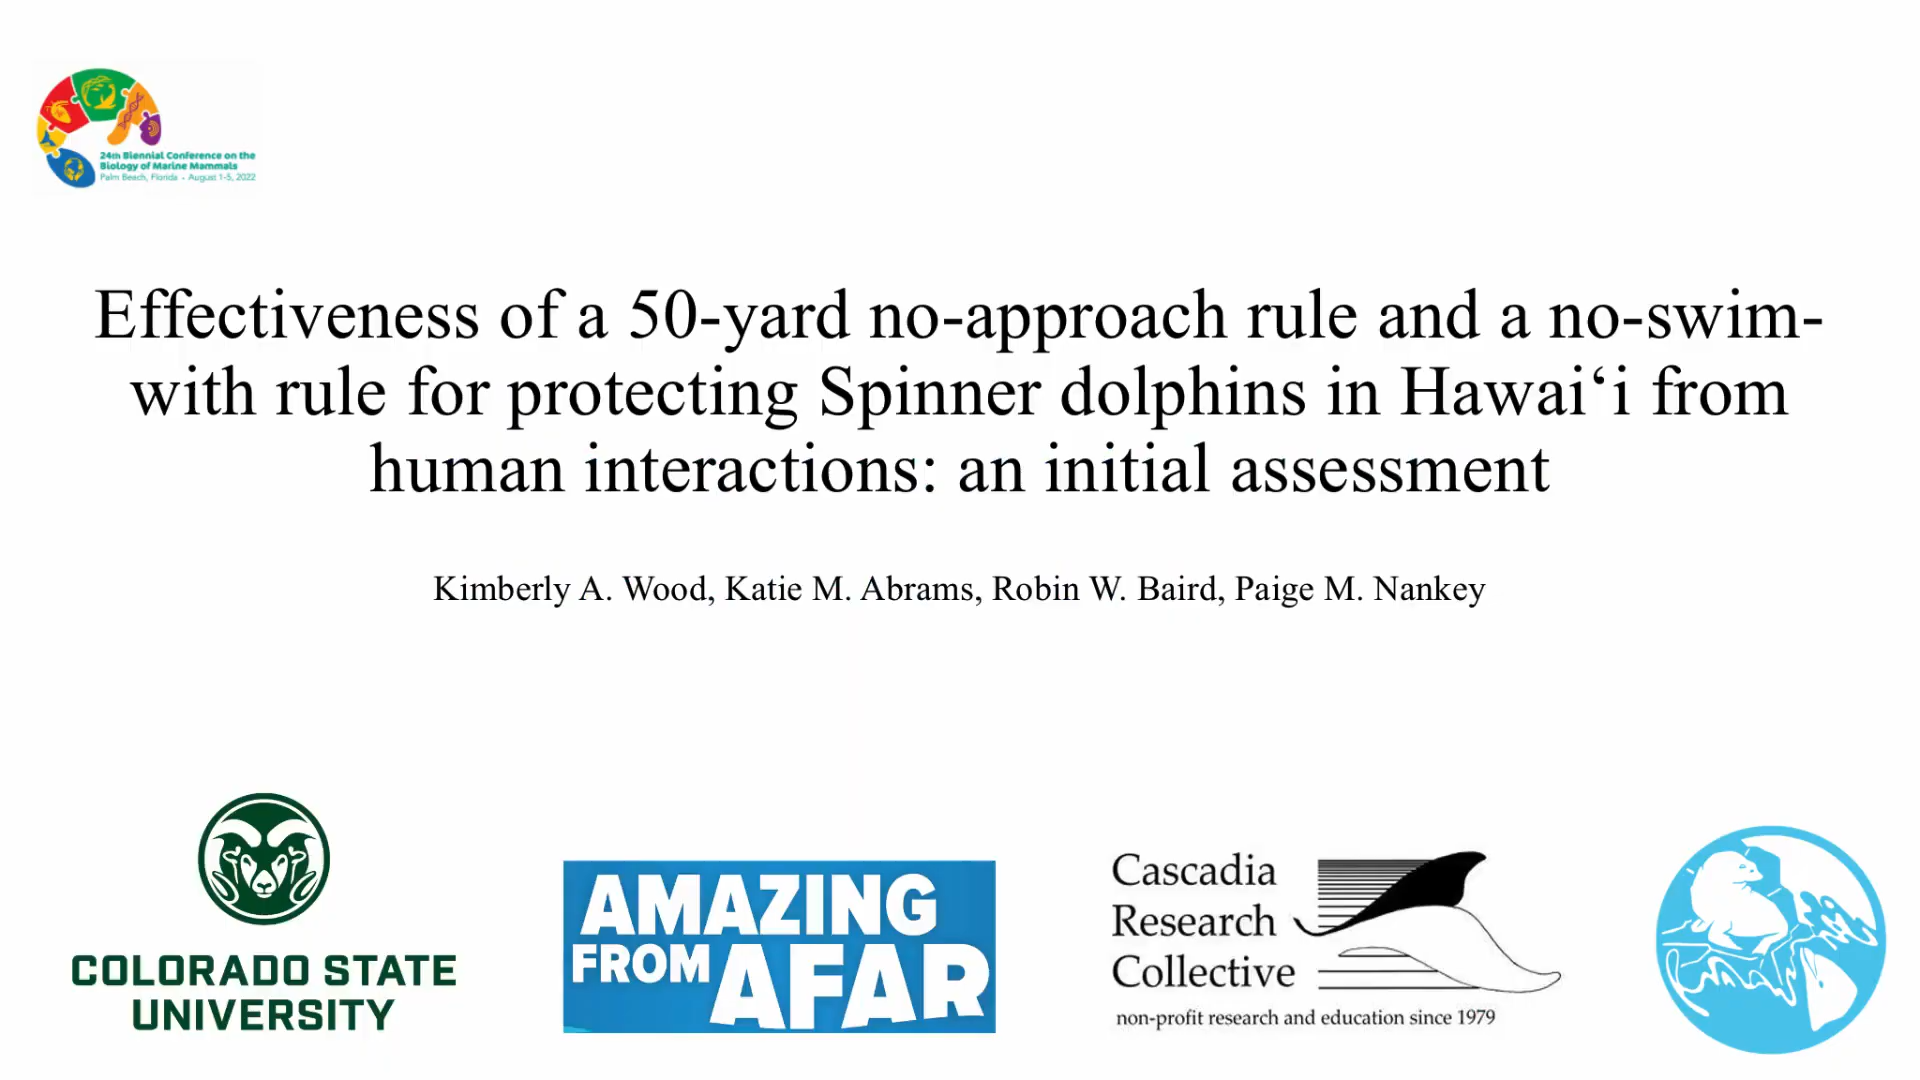 24th Biennial Conference on the
Biology of Marine Mammals
Palm Beach, Florida - August 1-5, 2022
Effectiveness of a 50-yard no-approach rule and a no-swim-
with rule for protecting Spinner dolphins in Hawai‘i from
human interactions: an initial assessment
Kimberly A. Wood, Katie M. Abrams, Robin W. Baird, Paige M. Nankey
COLORADO STATE
UNIVERSITY
AMAZING
FROM AFAR
Cascadia
Research
Collective
non-profit research and education since 1979